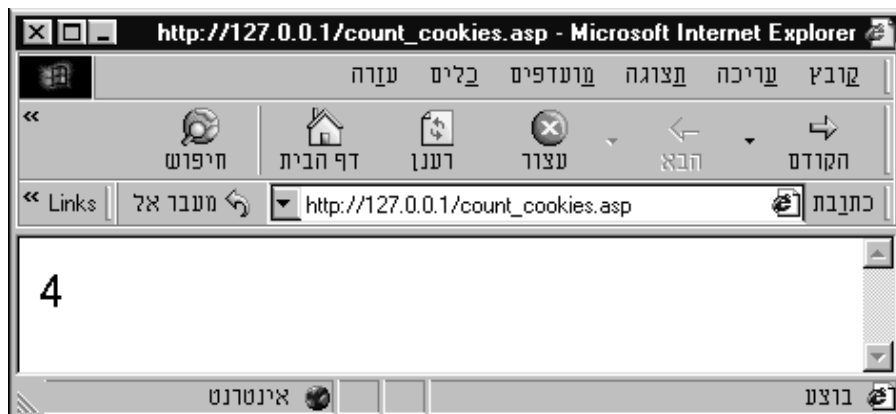 http://127.0.0.1/count_cookies.asp - Microsoft Internet Explorer
קובץ עריכה תצוגה מועדפים כלים עזרה
הקודם הבא עצור רענן דף הבית חיפוש »
כתובת http://127.0.0.1/count_cookies.asp מעבר אל Links »
4
בוצע אינטרנט